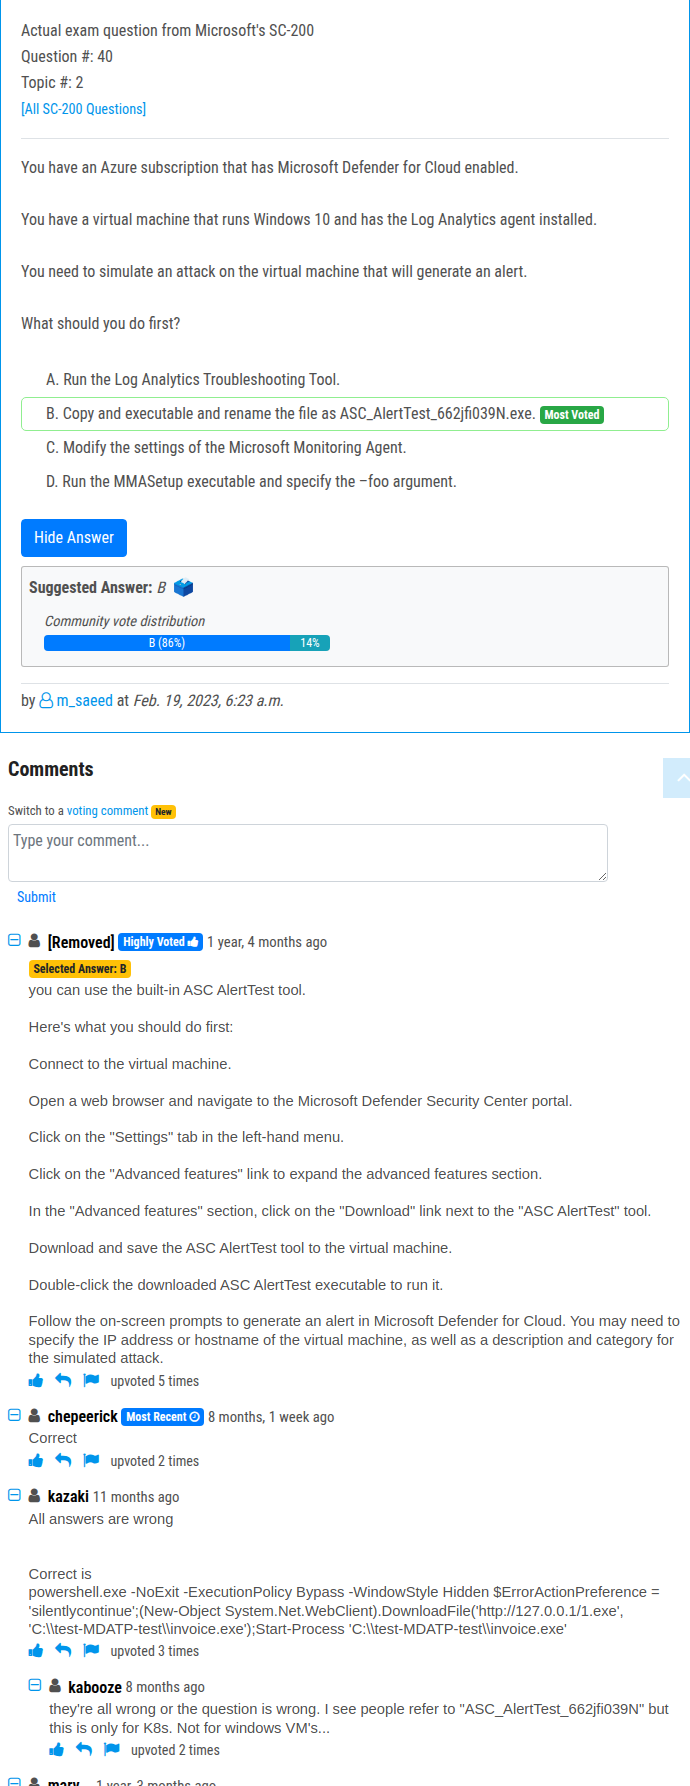 Actual exam question from Microsoft's SC-200
Question #: 40
Topic #: 2
[All SC-200 Questions]
You have an Azure subscription that has Microsoft Defender for Cloud enabled.
You have a virtual machine that runs Windows 10 and has the Log Analytics agent installed.
You need to simulate an attack on the virtual machine that will generate an alert.
What should you do first?
A. Run the Log Analytics Troubleshooting Tool.
B. Copy and executable and rename the file as ASC_AlertTest_662jfi039N.exe. Most Voted
C. Modify the settings of the Microsoft Monitoring Agent.
D. Run the MMASetup executable and specify the –foo argument.
Hide Answer
Suggested Answer: B
Community vote distribution
B (86%) 14%
by m_saeed at Feb. 19, 2023, 6:23 a.m.
Comments
Switch to a voting comment New
Type your comment...
Submit
[Removed] Highly Voted 1 year, 4 months ago
Selected Answer: B
you can use the built-in ASC AlertTest tool.
Here's what you should do first:
Connect to the virtual machine.
Open a web browser and navigate to the Microsoft Defender Security Center portal.
Click on the "Settings" tab in the left-hand menu.
Click on the "Advanced features" link to expand the advanced features section.
In the "Advanced features" section, click on the "Download" link next to the "ASC AlertTest" tool.
Download and save the ASC AlertTest tool to the virtual machine.
Double-click the downloaded ASC AlertTest executable to run it.
Follow the on-screen prompts to generate an alert in Microsoft Defender for Cloud. You may need to
specify the IP address or hostname of the virtual machine, as well as a description and category for
the simulated attack.
upvoted 5 times
chepeerick Most Recent 8 months, 1 week ago
Correct
upvoted 2 times
kazaki 11 months ago
All answers are wrong
Correct is
powershell.exe -NoExit -ExecutionPolicy Bypass -WindowStyle Hidden $ErrorActionPreference =
'silentlycontinue';(New-Object System.Net.WebClient).DownloadFile('http://127.0.0.1/1.exe',
'C:\\test-MDATP-test\\invoice.exe');Start-Process 'C:\\test-MDATP-test\\invoice.exe'
upvoted 3 times
kabooze 8 months ago
they're all wrong or the question is wrong. I see people refer to "ASC_AlertTest_662jfi039N" but
this is only for K8s. Not for windows VM's...
upvoted 2 times
1 year, 3 months ago